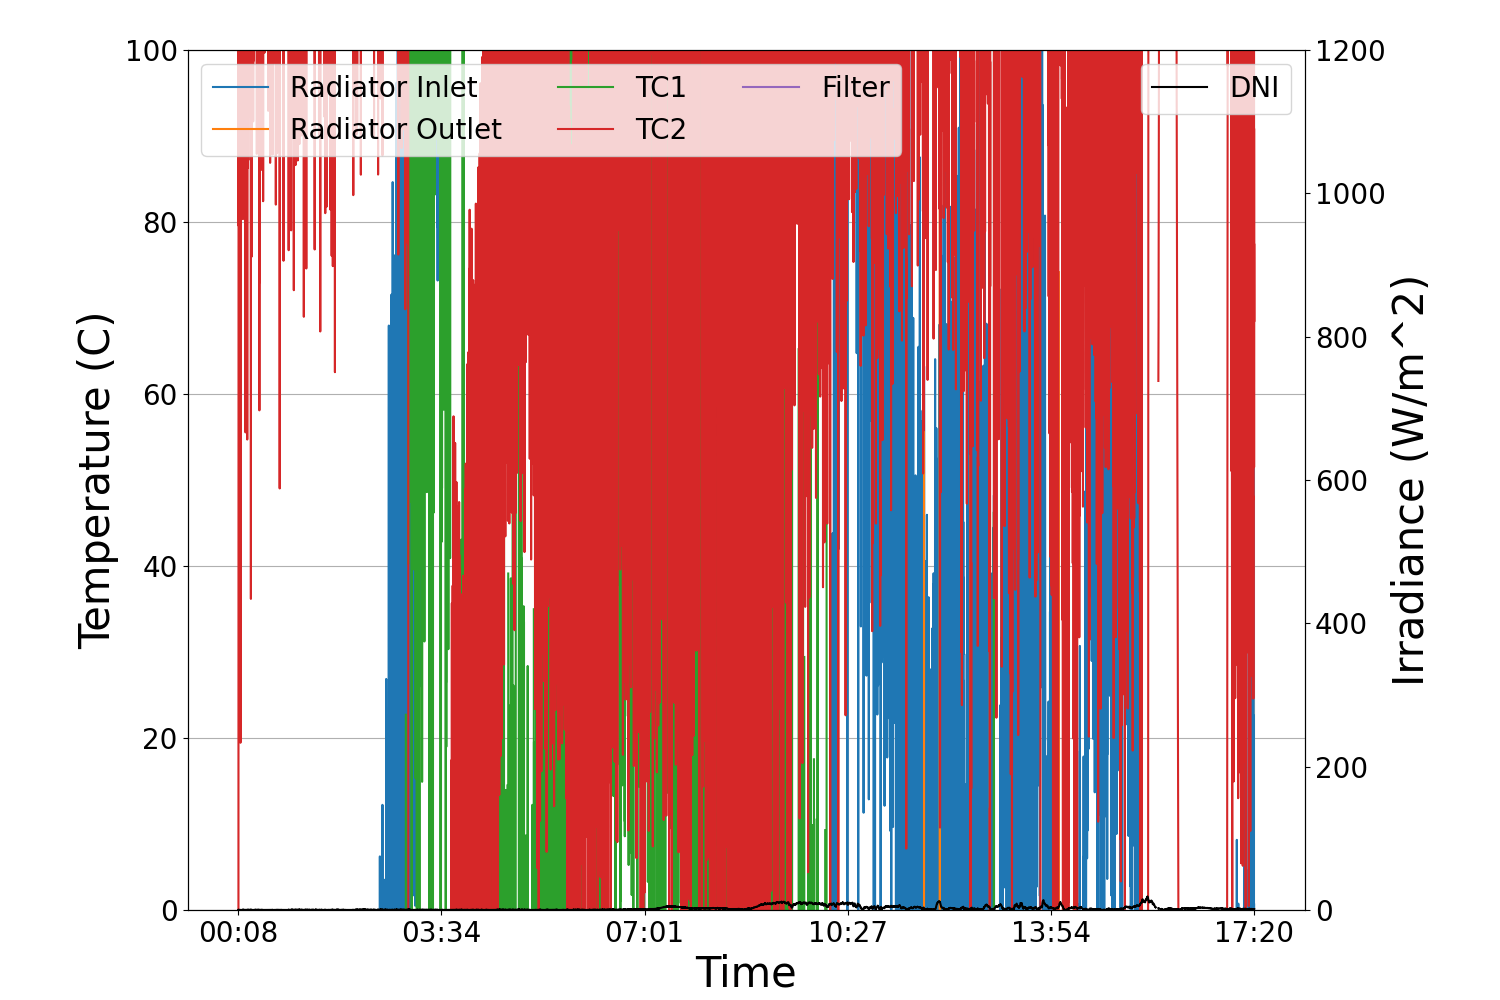 100
80
60
40
20
0
Temperature (C)
Radiator Inlet
Radiator Outlet
TC1
TC2
Filter
DNI
1200
1000
800
600
400
200
0
Irradiance (W/m^2)
00:08
03:34
07:01
10:27
13:54
17:20
Time